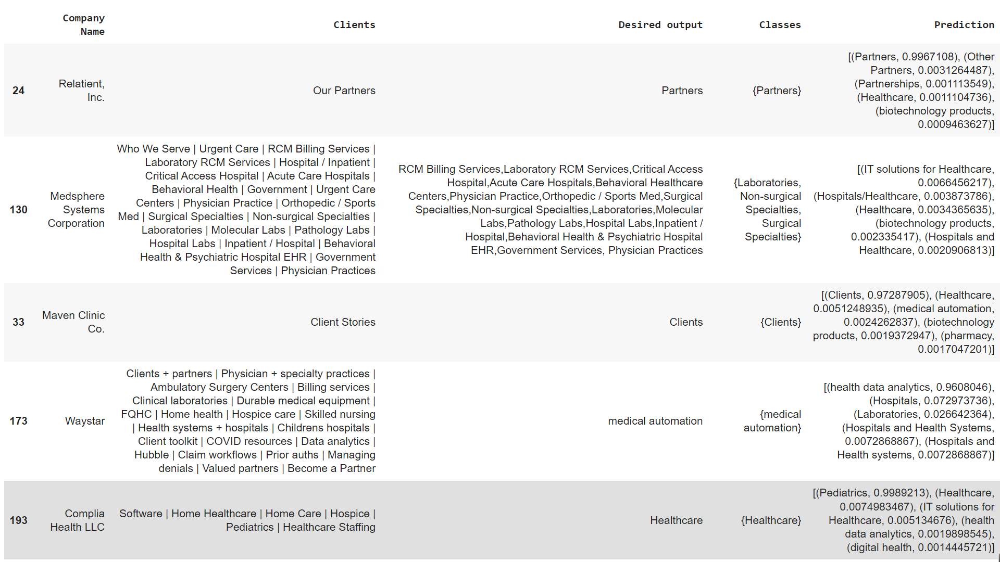 Company
Name
Clients
Desired output
Classes
Prediction
24
Relatient,
Inc.
Our Partners
Partners
{Partners}
[(Partners, 0.9967108), (Other
Partners, 0.0031264487),
(Partnerships, 0.001113549),
(Healthcare, 0.0011104736),
(biotechnology products,
0.0009463627)]
130
Medsphere
Systems
Corporation
Who We Serve | Urgent Care | RCM Billing Services |
Laboratory RCM Services | Hospital / Inpatient |
Critical Access Hospital | Acute Care Hospitals |
Behavioral Health | Government | Urgent Care
Centers | Physician Practice | Orthopedic / Sports
Med | Surgical Specialties | Non-surgical Specialties |
Laboratories | Molecular Labs | Pathology Labs |
Hospital Labs | Inpatient / Hospital | Behavioral
Health & Psychiatric Hospital EHR | Government
Services | Physician Practices
RCM Billing Services,Laboratory RCM Services,Critical Access
Hospital,Acute Care Hospitals,Behavioral Healthcare
Centers,Physician Practice,Orthopedic / Sports Med,Surgical
Specialties,Non-surgical Specialties,Laboratories,Molecular
Labs,Pathology Labs,Hospital Labs,Inpatient /
Hospital,Behavioral Health & Psychiatric Hospital
EHR,Government Services, Physician Practices
{Laboratories,
Non-surgical
Specialties,
Surgical
Specialties}
[(IT solutions for Healthcare,
0.0066456217),
(Hospitals/Healthcare, 0.003873786),
(Healthcare, 0.0034365635),
(biotechnology products,
0.002335417), (Hospitals and
Healthcare, 0.0020906813)]
33
Maven Clinic
Co.
Client Stories
Clients
{Clients}
[(Clients, 0.97287905), (Healthcare,
0.0051248935), (medical automation,
0.0024262837), (biotechnology
products, 0.0019372947), (pharmacy,
0.0017047201)]
173
Waystar
Clients + partners | Physician + specialty practices |
Ambulatory Surgery Centers | Billing services |
Clinical laboratories | Durable medical equipment |
FQHC | Home health | Hospice care | Skilled nursing
| Health systems + hospitals | Childrens hospitals |
Client toolkit | COVID resources | Data analytics |
Hubble | Claim workflows | Prior auths | Managing
denials | Valued partners | Become a Partner
medical automation
{medical
automation}
[(health data analytics, 0.9608046),
(Hospitals, 0.072973736),
(Laboratories, 0.026642364),
(Hospitals and Health Systems,
0.0072868867), (Hospitals and
Health systems, 0.0072868867)]
193
Complia
Health LLC
Software | Home Healthcare | Home Care | Hospice |
Pediatrics | Healthcare Staffing
Healthcare
{Healthcare}
[(Pediatrics, 0.9989213), (Healthcare,
0.0074983467), (IT solutions for
Healthcare, 0.005134676), (health
data analytics, 0.0019898545),
(digital health, 0.0014445721)]